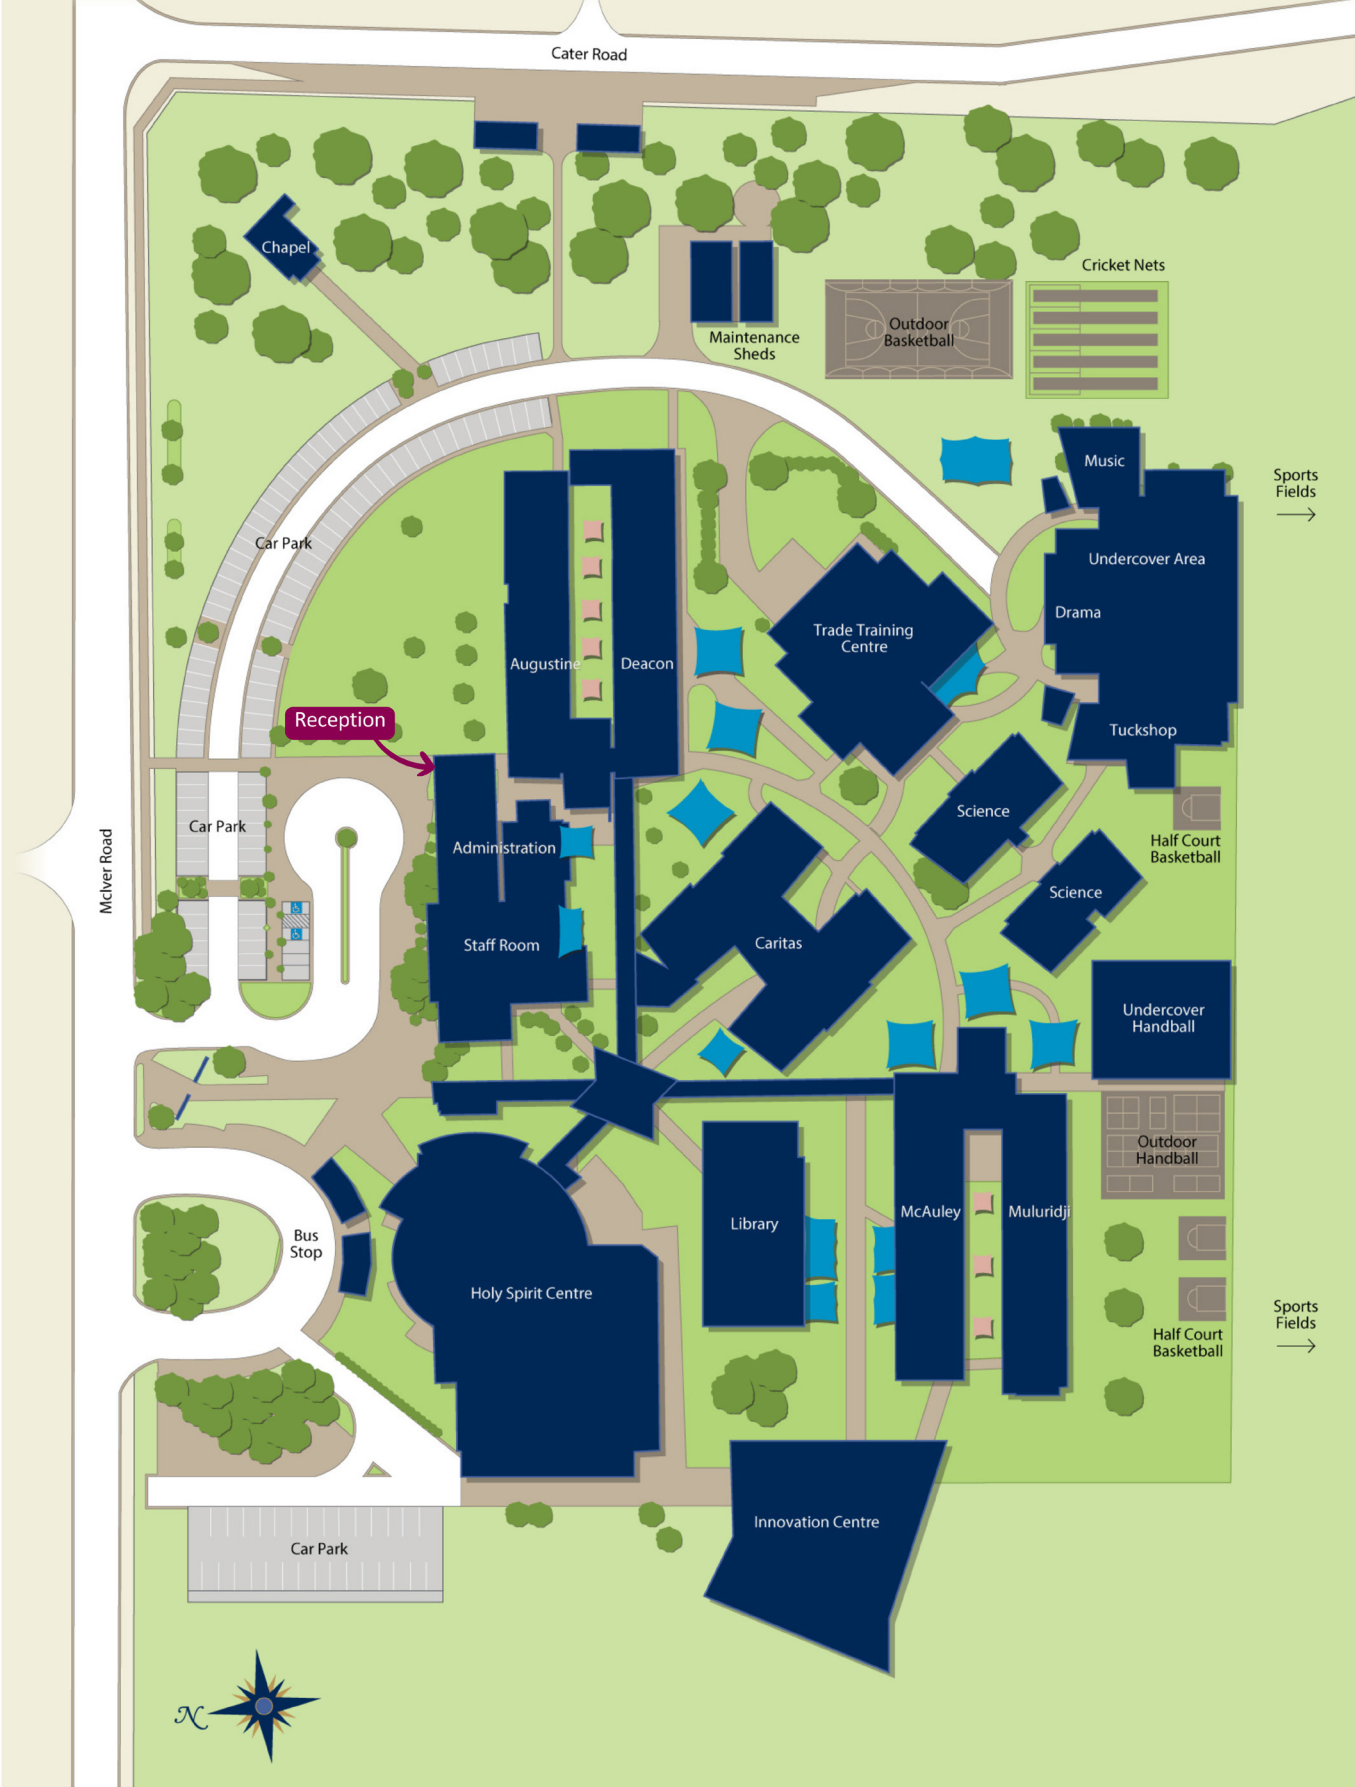 Cater Road
Chapel
Cricket Nets
Outdoor
Basketball
Maintenance
Sheds
Music
Sports
Fields
Car Park
Undercover Area
Drama
Trade Training
Centre
Augustine
Deacon
Reception
Tuckshop
Science
Car Park
Half Court
Basketball
McIver Road
Administration
Science
Staff Room
Caritas
Undercover
Handball
Outdoor
Handball
Bus
Stop
Library
McAuley
Muluridji
Holy Spirit Centre
Sports
Fields
Half Court
Basketball
Innovation Centre
Car Park
N